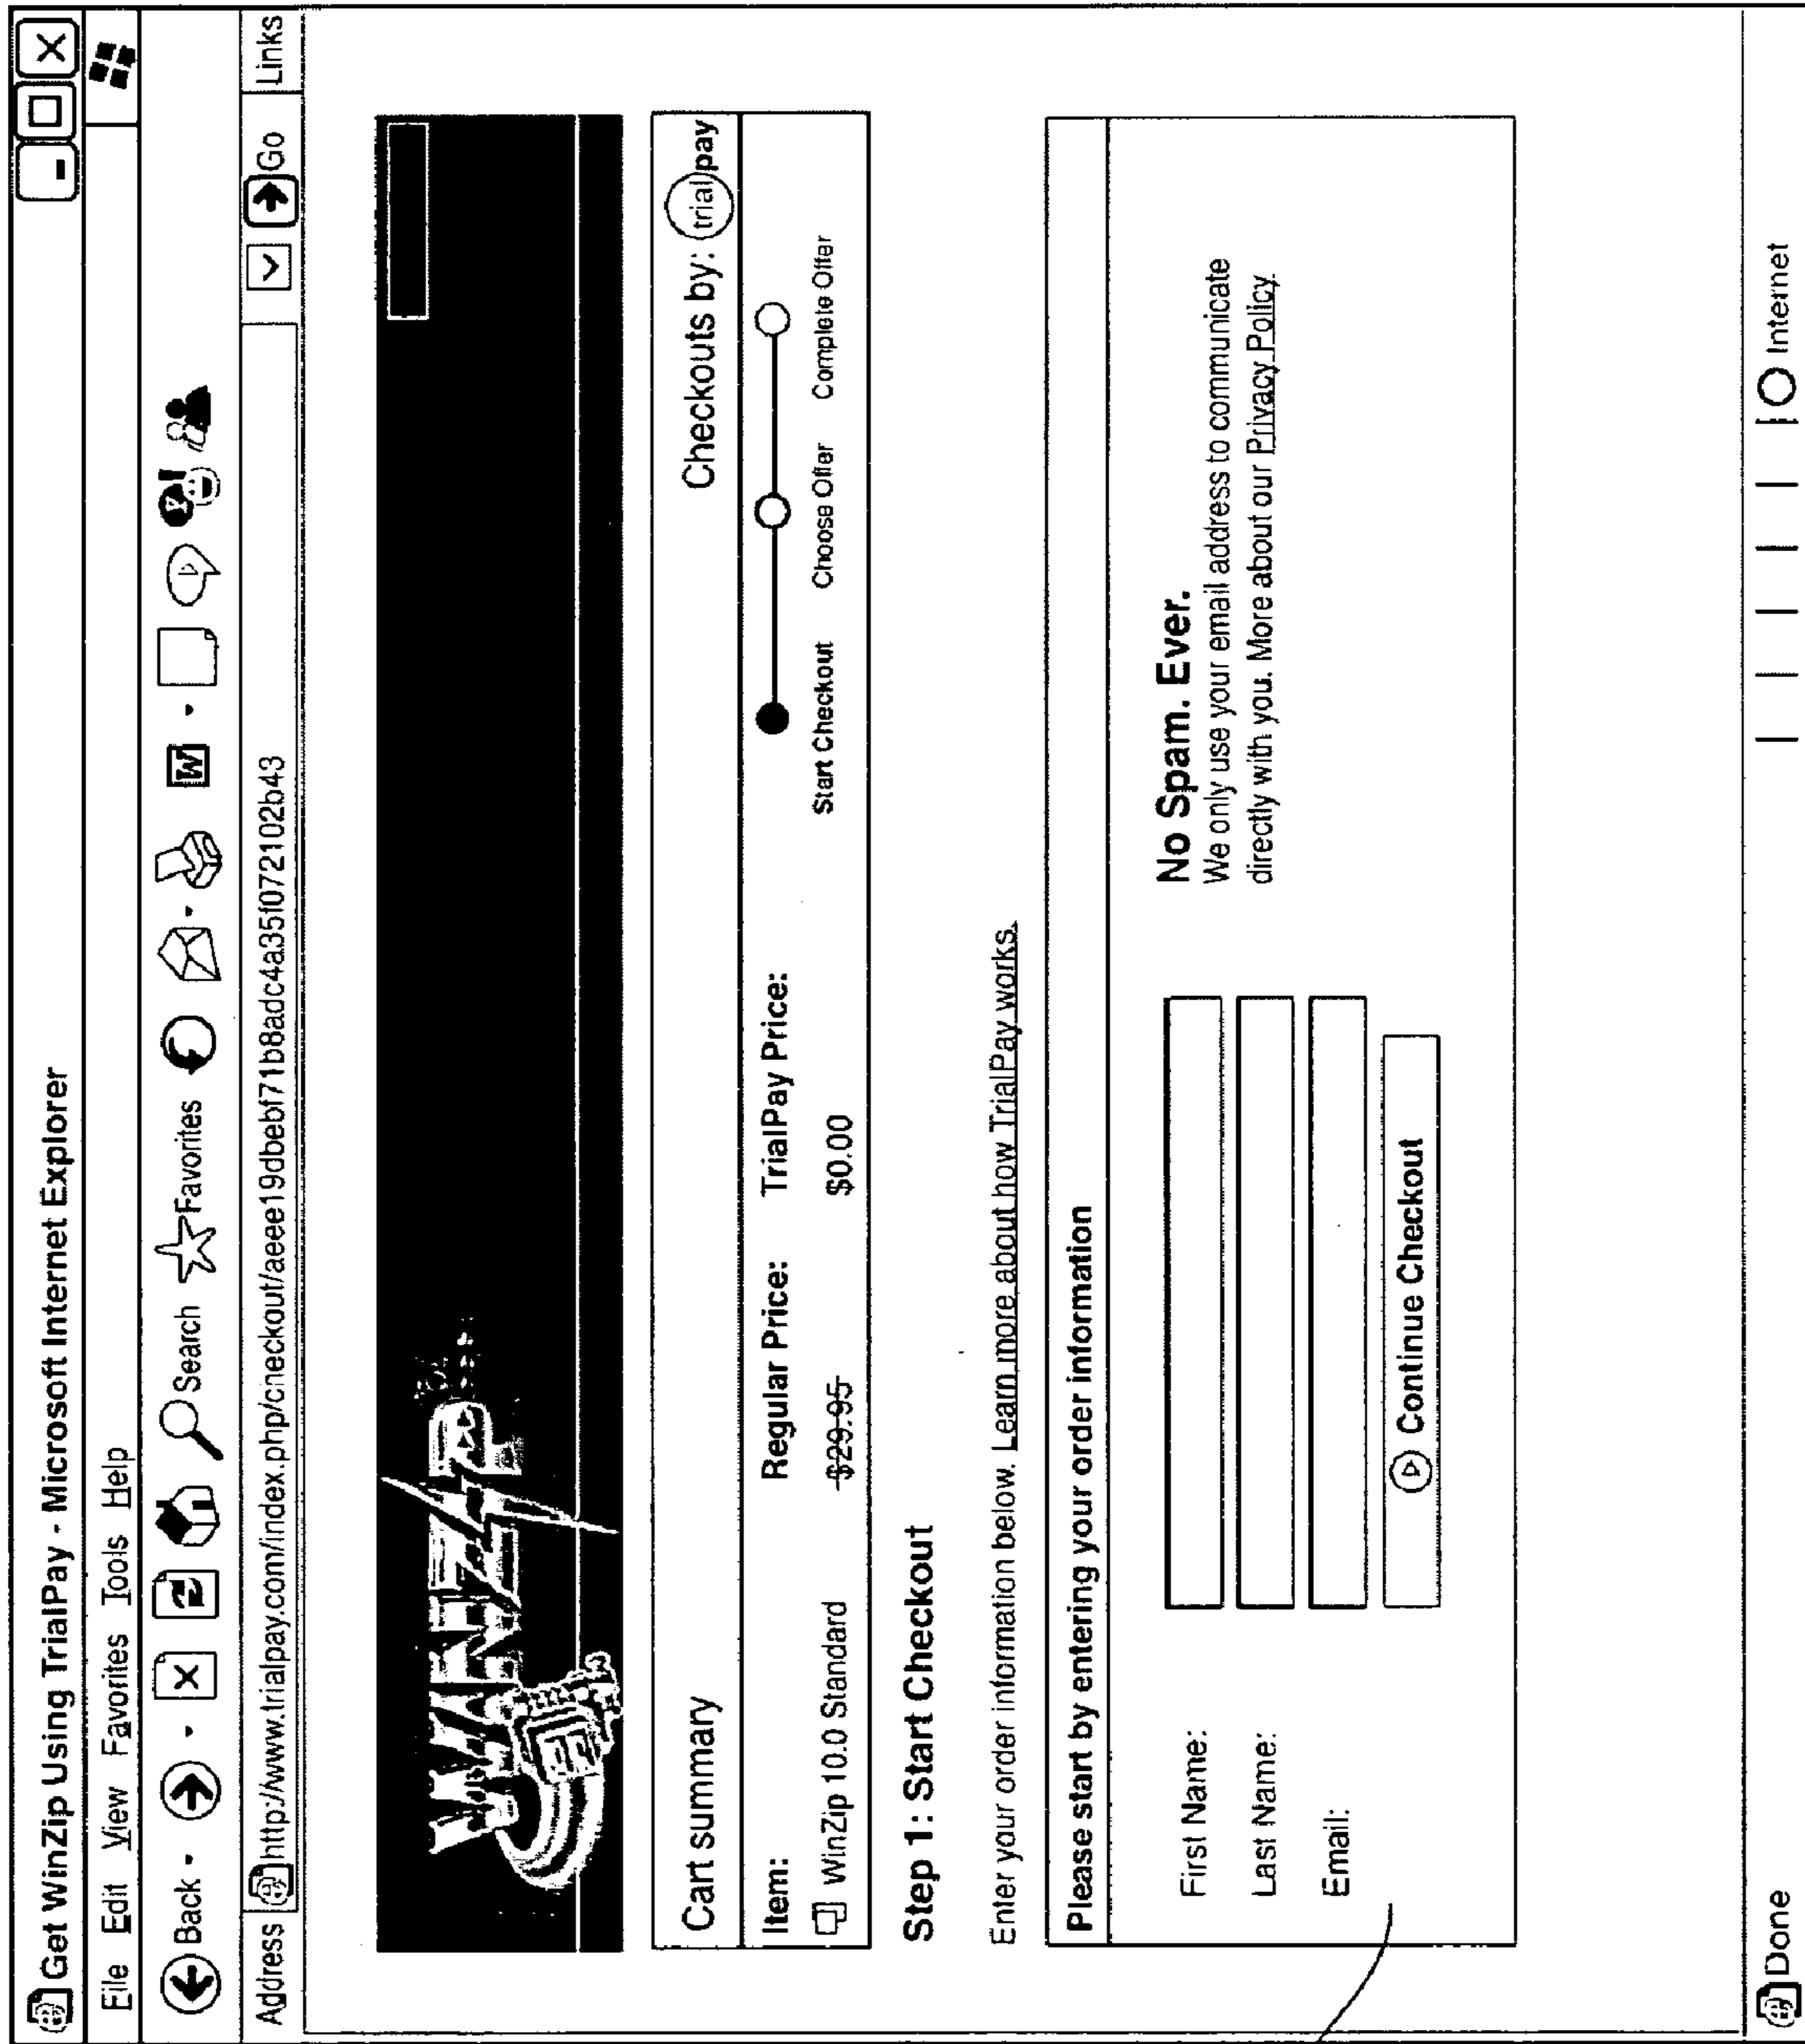 Get WinZip Using TrialPay - Microsoft Internet Explorer
File Edit View Favorites Tools Help
Back Search Favorites W
Address http://www.trialpay.com/index.php/cneckout/aeee19dbebf71b8adc4a35f072102b43 Go Links
WINZIP
Cart summary Checkouts by: trialpay
Item: Regular Price: TrialPay Price:
WinZip 10.0 Standard $29.95 $0.00 Start Checkout Choose Offer Complete Offer
Step 1: Start Checkout
Enter your order information below. Learn more about how TrialPay works.
Please start by entering your order information
First Name:
Last Name:
Email:
Continue Checkout
No Spam. Ever.
We only use your email address to communicate
directly with you. More about our Privacy Policy.
Done Internet